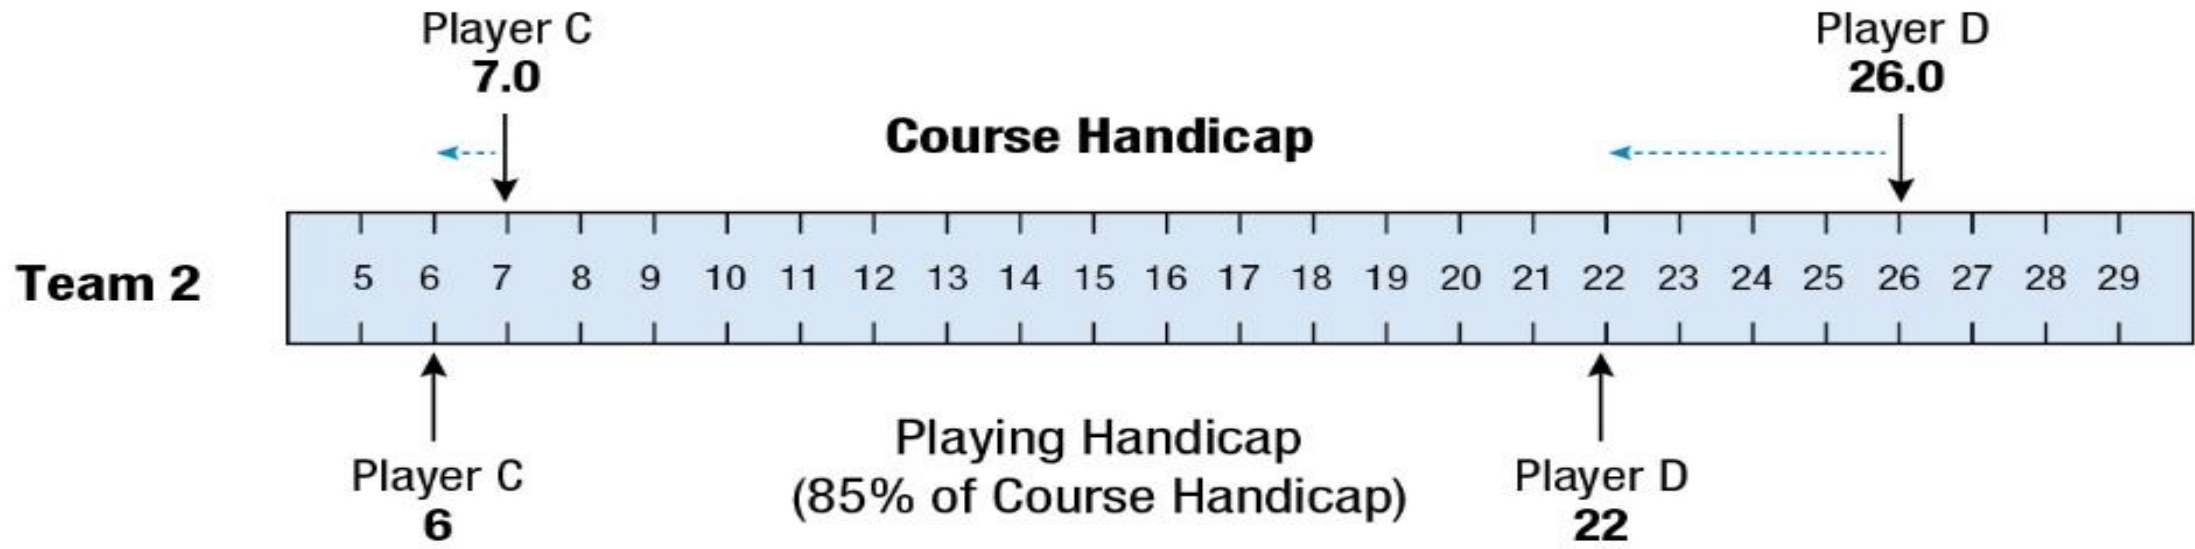 Player C
7.0
Player D
26.0
Course Handicap
Team 2
5 6 7 8 9 10 11 12 13 14 15 16 17 18 19 20 21 22 23 24 25 26 27 28 29
Player C
6
Playing Handicap
(85% of Course Handicap)
Player D
22